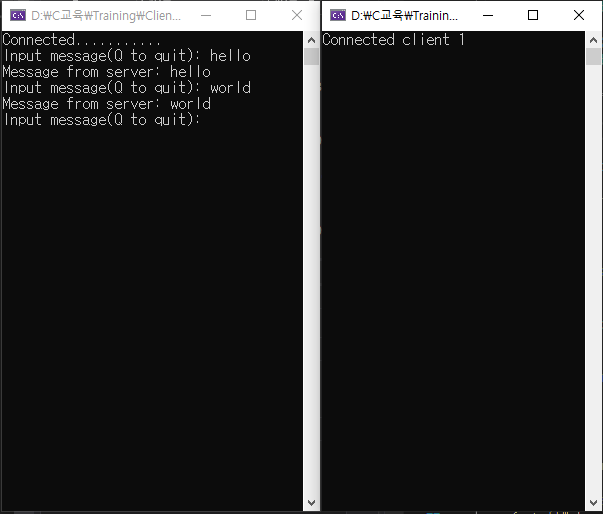 D:\C교육\Training\Clien...
Connected...........
Input message(Q to quit): hello
Message from server: hello
Input message(Q to quit): world
Message from server: world
Input message(Q to quit):
D:\C교육\Trainin...
Connected client 1